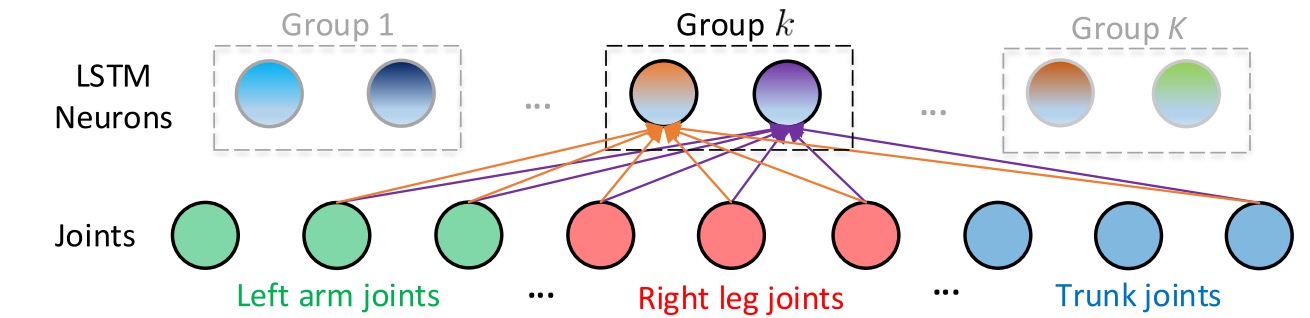 Group 1
Group k
Group K
LSTM
Neurons
...
...
Joints
Left arm joints
...
Right leg joints
...
Trunk joints